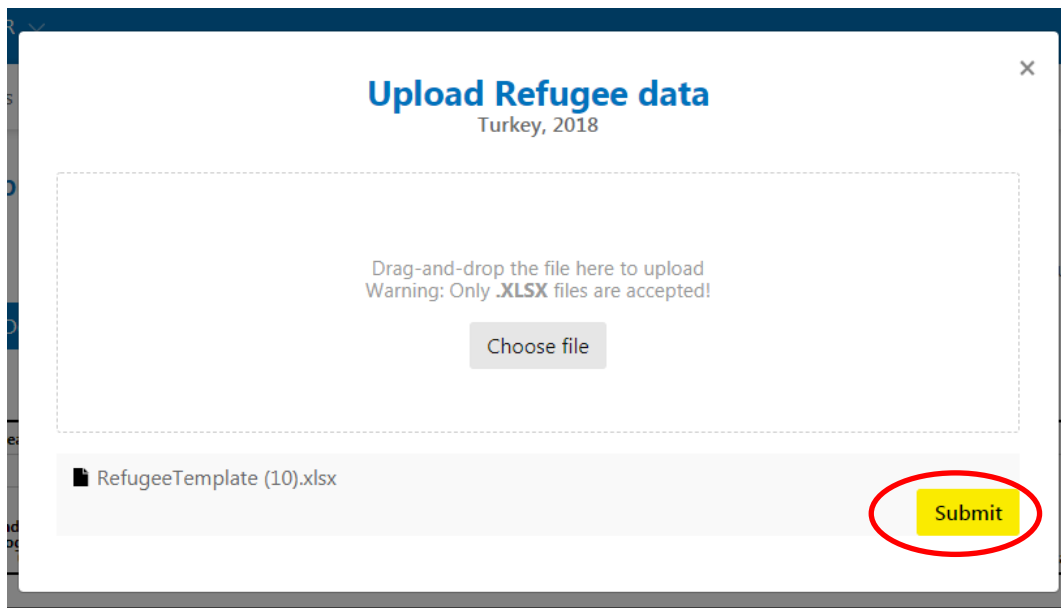 ×
Upload Refugee data
Turkey, 2018
Drag-and-drop the file here to upload
Warning: Only .XLSX files are accepted!
Choose file
RefugeeTemplate (10).xlsx
Submit